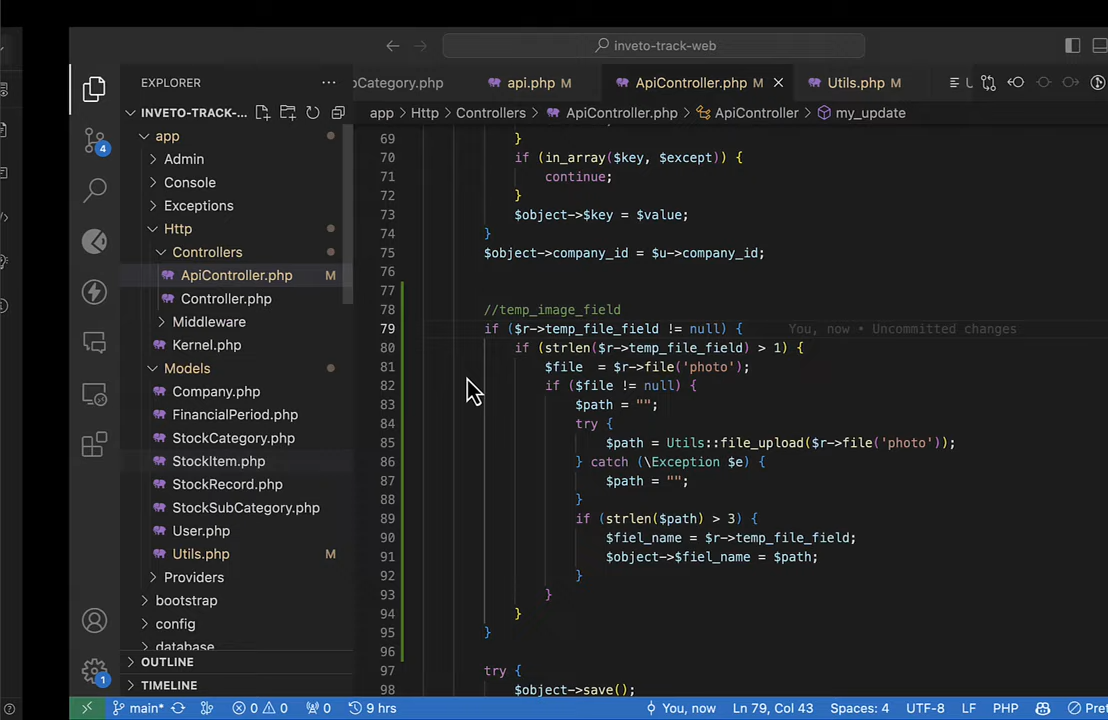 inveto-track-web
EXPLORER
INVETO-TRACK-...
app
Admin
Console
Exceptions
Http
Controllers
ApiController.php M
Controller.php
Middleware
Kernel.php
Models
Company.php
FinancialPeriod.php
StockCategory.php
StockItem.php
StockRecord.php
StockSubCategory.php
User.php
Utils.php M
Providers
bootstrap
config
database
OUTLINE
TIMELINE
4
1
oCategory.php api.php M ApiController.php M Utils.php M
app > Http > Controllers > ApiController.php > ApiController > my_update
69 }
70 if (in_array($key, $except)) {
71 continue;
72 }
73 $object->$key = $value;
74 }
75 $object->company_id = $u->company_id;
76
77
78 //temp_image_field
79 if ($r->temp_file_field != null) { You, now • Uncommitted changes
80 if (strlen($r->temp_file_field) > 1) {
81 $file = $r->file('photo');
82 if ($file != null) {
83 $path = "";
84 try {
85 $path = Utils::file_upload($r->file('photo'));
86 } catch (\Exception $e) {
87 $path = "";
88 }
89 if (strlen($path) > 3) {
90 $fiel_name = $r->temp_file_field;
91 $object->$fiel_name = $path;
92 }
93 }
94 }
95 }
96
97 try {
98 $object->save();
main* 0 0 0 9 hrs You, now Ln 79, Col 43 Spaces: 4 UTF-8 LF PHP Pret